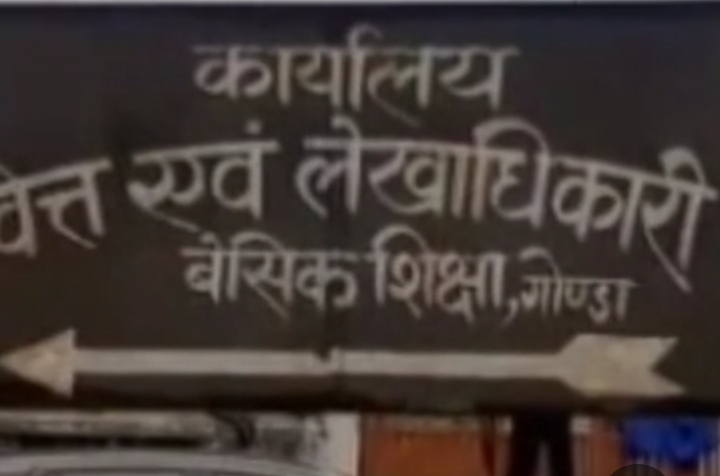 कार्यालय
वित्त एवं लेखाधिकारी
बेसिक शिक्षा, गोण्डा